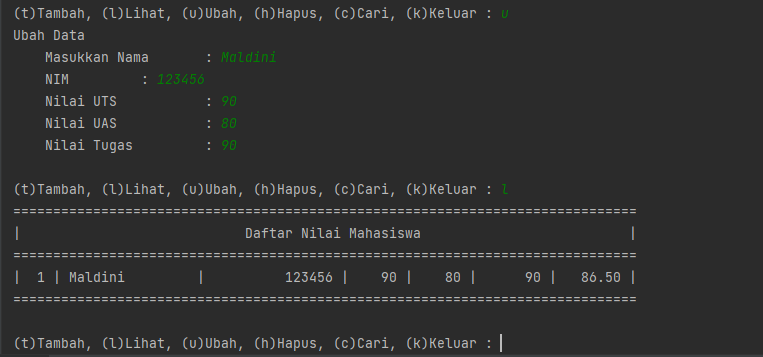 (t)Tambah, (l)Lihat, (u)Ubah, (h)Hapus, (c)Cari, (k)Keluar : u
Ubah Data
    Masukkan Nama       : Maldini
    NIM         : 123456
    Nilai UTS           : 90
    Nilai UAS           : 80
    Nilai Tugas         : 90

(t)Tambah, (l)Lihat, (u)Ubah, (h)Hapus, (c)Cari, (k)Keluar : l
==============================================================================
|                            Daftar Nilai Mahasiswa                          |
==============================================================================
|  1 | Maldini         |          123456 |    90 |    80 |      90 |   86.50 |
==============================================================================

(t)Tambah, (l)Lihat, (u)Ubah, (h)Hapus, (c)Cari, (k)Keluar :